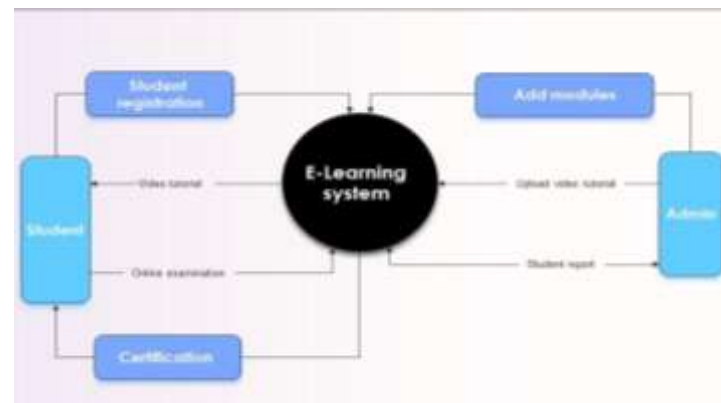 Student
registration
Add modules
E-Learning
system
Video tutorial
Upload video tutorial
Student
Admin
Online examination
Student report
Certification